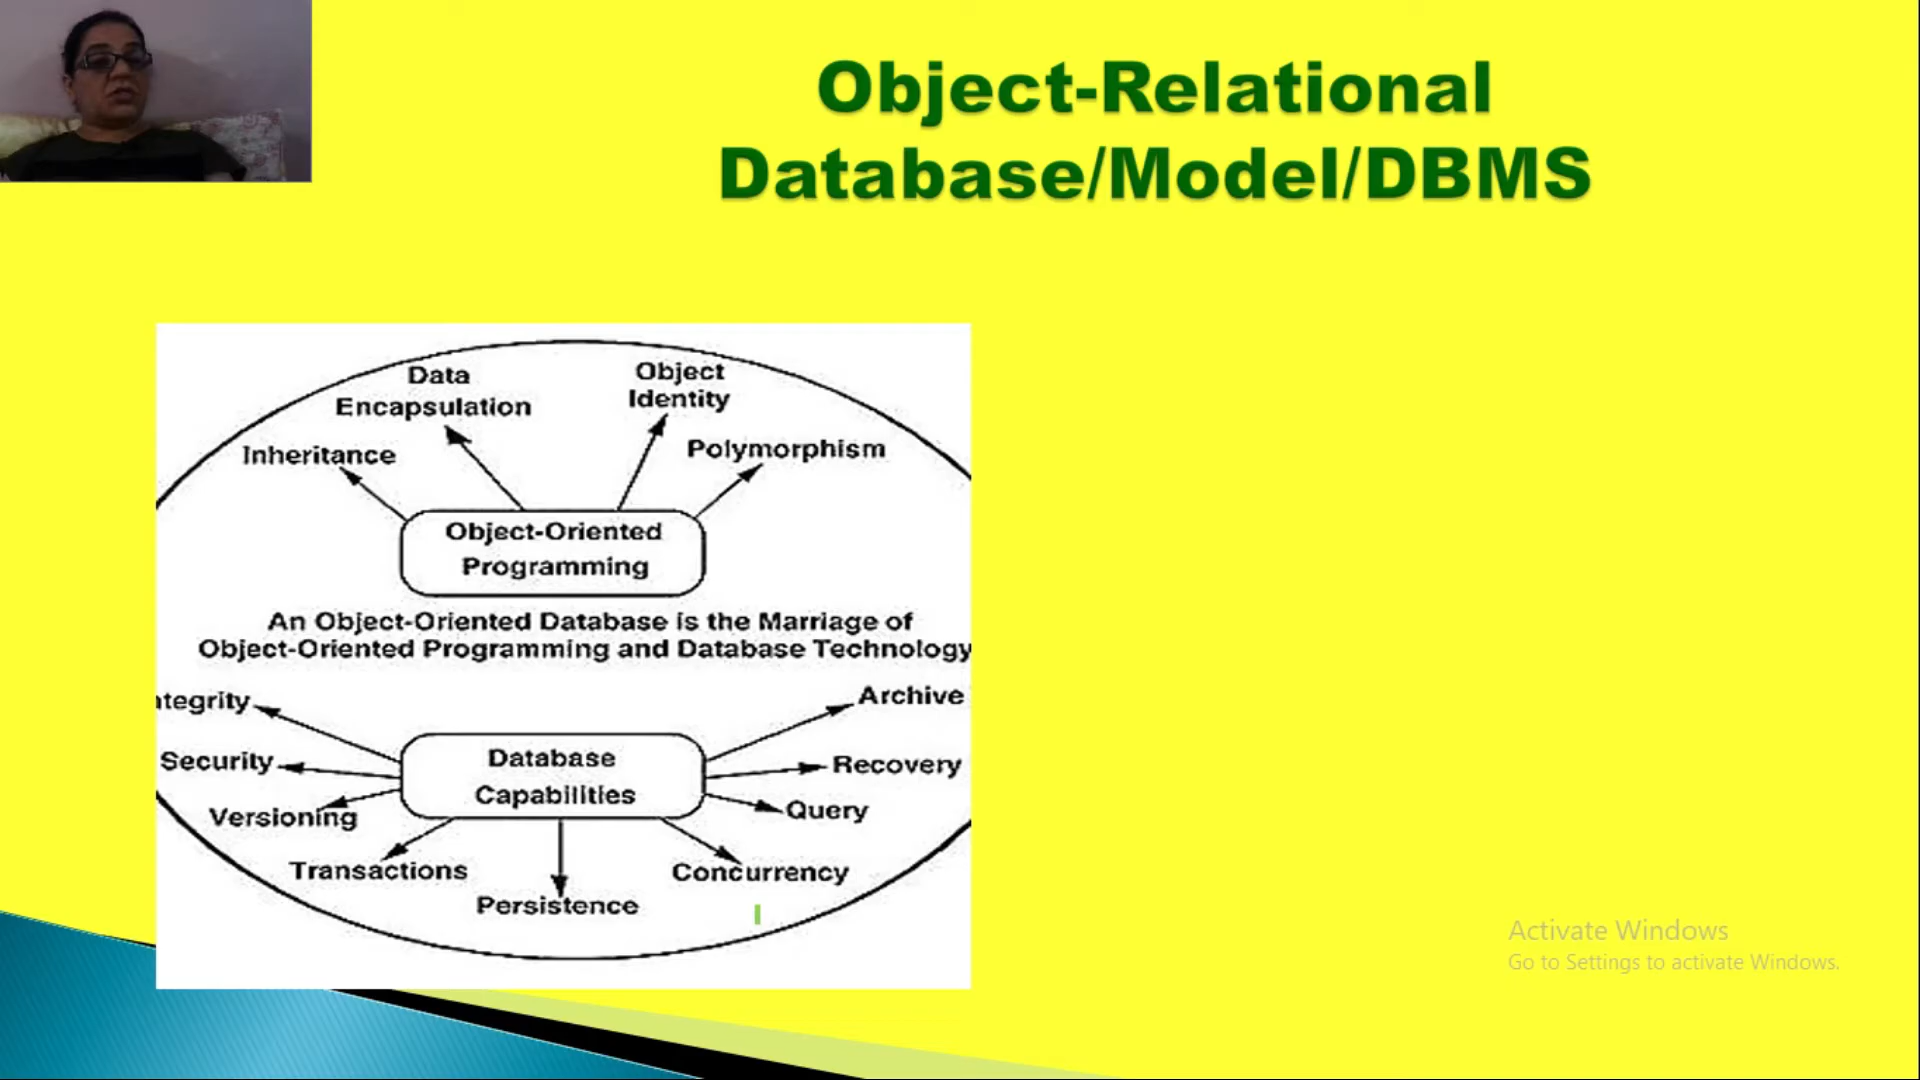 Object-Relational
Database/Model/DBMS
Data
Encapsulation
Object
Identity
Inheritance
Polymorphism
Object-Oriented
Programming
An Object-Oriented Database is the Marriage of
Object-Oriented Programming and Database Technology
ntegrity
Archive
Security
Database
Capabilities
Recovery
Versioning
Query
Transactions
Concurrency
Persistence
Activate Windows
Go to Settings to activate Windows.